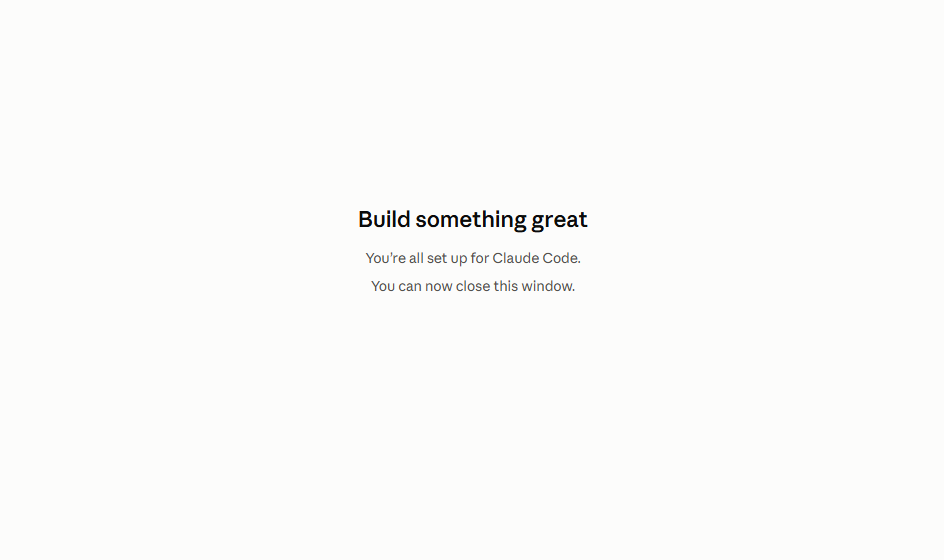 Build something great
You're all set up for Claude Code.
You can now close this window.